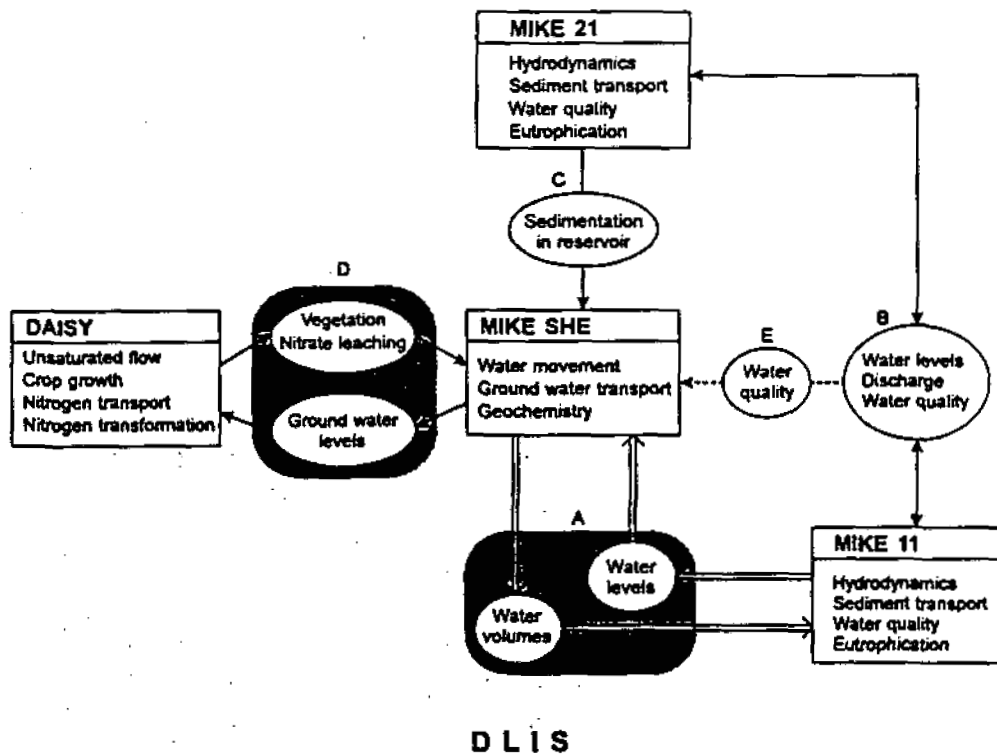 MIKE 21
Hydrodynamics
Sediment transport
Water quality
Eutrophication
C
Sedimentation
in reservoir
D
Vegetation
Nitrate leaching
Ground water
levels
DAISY
Unsaturated flow
Crop growth
Nitrogen transport
Nitrogen transformation
MIKE SHE
Water movement
Ground water transport
Geochemistry
E
Water
quality
B
Water levels
Discharge
Water quality
A
Water
levels
Water
volumes
MIKE 11
Hydrodynamics
Sediment transport
Water quality
Eutrophication
DLIS